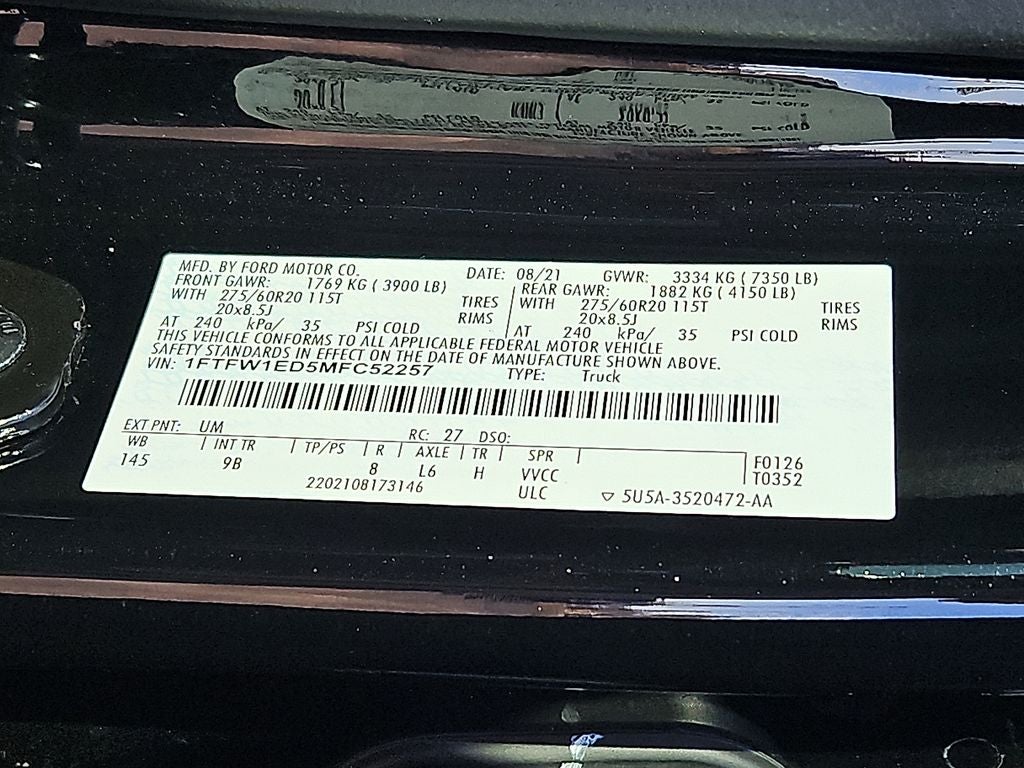 MFD. BY FORD MOTOR CO. DATE: 08/21 GVWR: 3334 KG ( 7350 LB)
FRONT GAWR: 1769 KG ( 3900 LB) REAR GAWR: 1882 KG ( 4150 LB)
WITH 275/60R20 115T TIRES WITH 275/60R20 115T TIRES
20x8.5J RIMS 20x8.5J RIMS
AT 240 kPa/ 35 PSI COLD AT 240 kPa/ 35 PSI COLD
THIS VEHICLE CONFORMS TO ALL APPLICABLE FEDERAL MOTOR VEHICLE
SAFETY STANDARDS IN EFFECT ON THE DATE OF MANUFACTURE SHOWN ABOVE.
VIN: 1FTFW1ED5MFC52257 TYPE: Truck
EXT PNT: UM RC: 27 DSO:
WB INT TR TP/PS R AXLE TR SPR F0126
145 9B 8 L6 H VVCC T0352
2202108173146 ULC ▽ 5U5A-3520472-AA